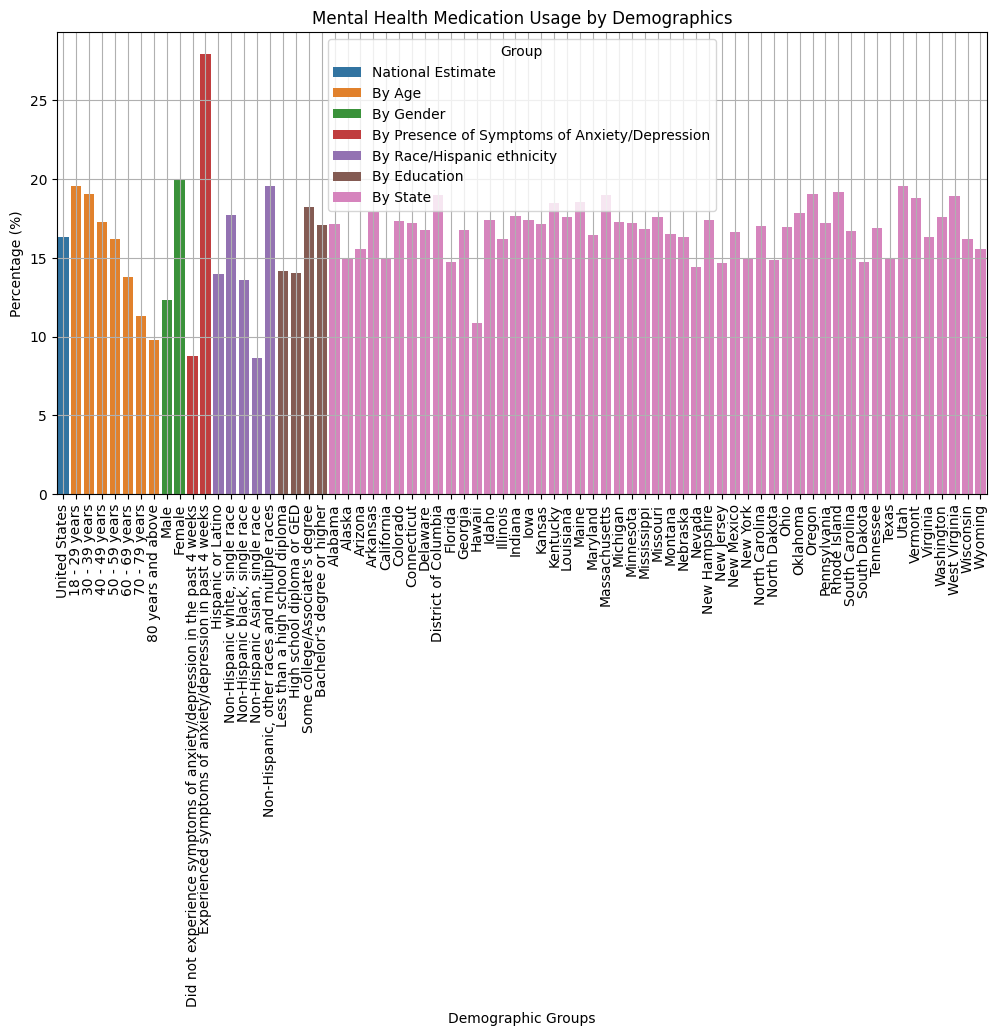 Mental Health Medication Usage by Demographics
Group
National Estimate
By Age
By Gender
By Presence of Symptoms of Anxiety/Depression
By Race/Hispanic ethnicity
By Education
By State
Percentage (%)
25
20
15
10
5
0
United States
18 - 29 years
30 - 39 years
40 - 49 years
50 - 59 years
60 - 69 years
70 - 79 years
80 years and above
Male
Female
Did not experience symptoms of anxiety/depression in the past 4 weeks
Experienced symptoms of anxiety/depression in past 4 weeks
Hispanic or Latino
Non-Hispanic white, single race
Non-Hispanic black, single race
Non-Hispanic Asian, single race
Non-Hispanic, other races and multiple races
Less than a high school diploma
High school diploma or GED
Some college/Associate's degree
Bachelor's degree or higher
Alabama
Alaska
Arizona
Arkansas
California
Colorado
Connecticut
Delaware
District of Columbia
Florida
Georgia
Hawaii
Idaho
Illinois
Indiana
Iowa
Kansas
Kentucky
Louisiana
Maine
Maryland
Massachusetts
Michigan
Minnesota
Mississippi
Missouri
Montana
Nebraska
Nevada
New Hampshire
New Jersey
New Mexico
New York
North Carolina
North Dakota
Ohio
Oklahoma
Oregon
Pennsylvania
Rhode Island
South Carolina
South Dakota
Tennessee
Texas
Utah
Vermont
Virginia
Washington
West Virginia
Wisconsin
Wyoming
Demographic Groups